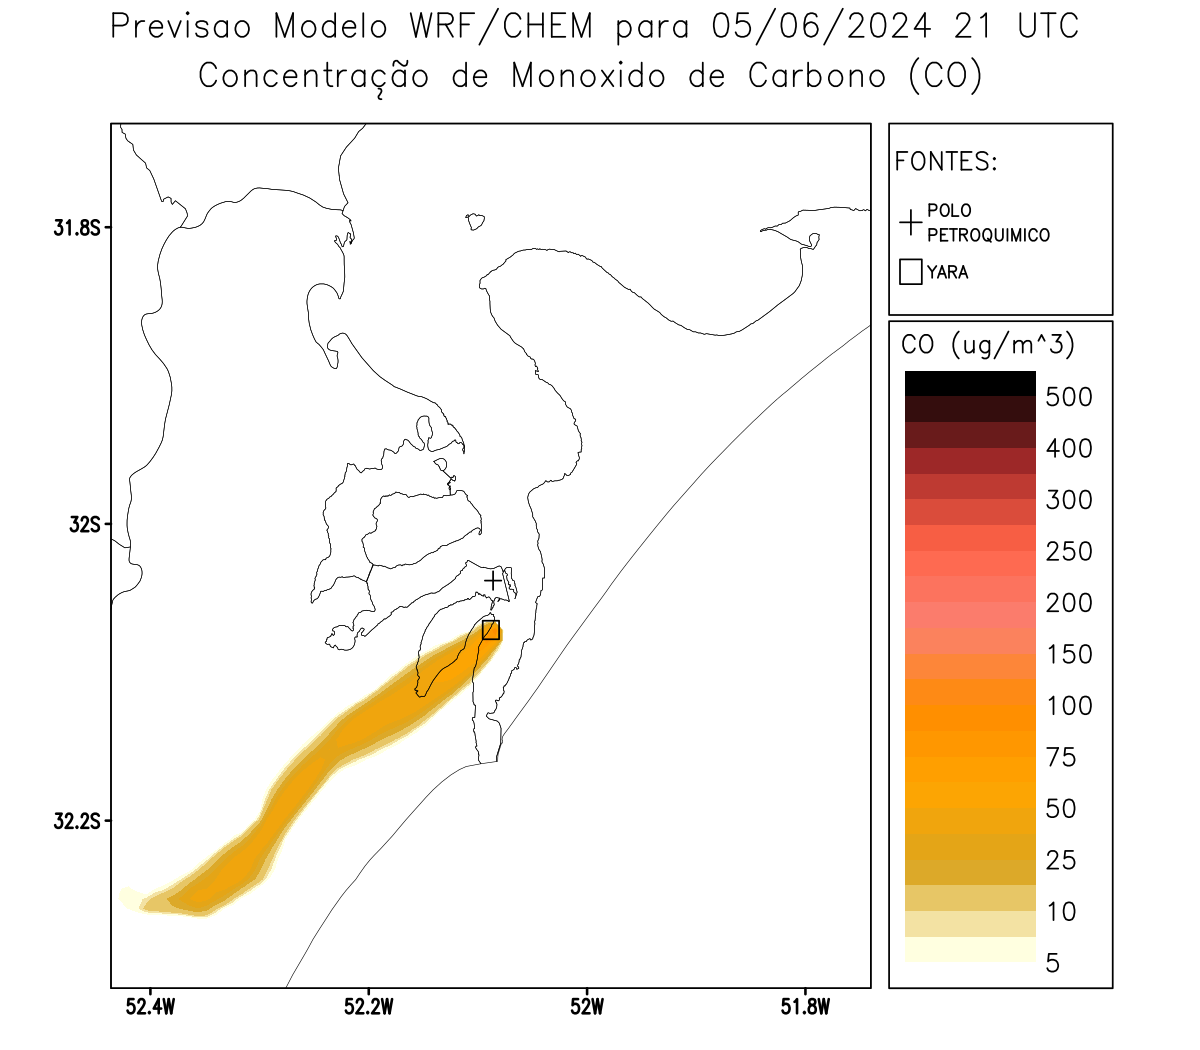 Previsao Modelo WRF/CHEM para 05/06/2024 21 UTC
Concentração de Monoxido de Carbono (CO)
FONTES:
POLO
PETROQUIMICO
YARA
CO (ug/m^3)
500
400
300
250
200
150
100
75
50
25
10
5
31.8S
32S
32.2S
52.4W
52.2W
52W
51.8W